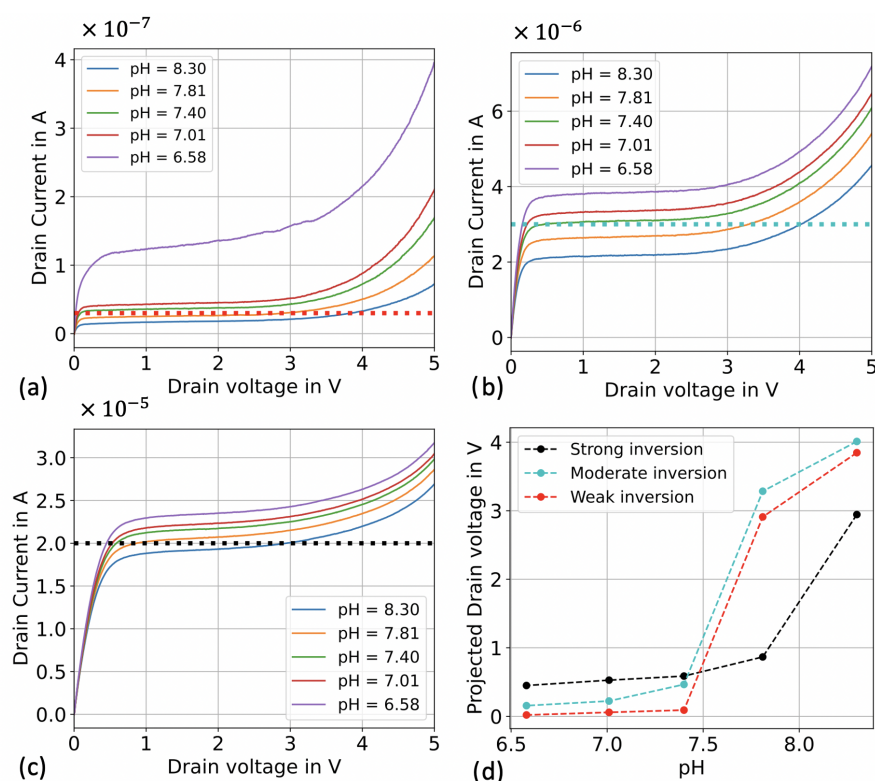 × 10⁻⁷
pH = 8.30
pH = 7.81
pH = 7.40
pH = 7.01
pH = 6.58
4
3
2
1
0
Drain Current in A
0 1 2 3 4 5
Drain voltage in V
(a)
× 10⁻⁶
pH = 8.30
pH = 7.81
pH = 7.40
pH = 7.01
pH = 6.58
6
4
2
0
Drain Current in A
0 1 2 3 4 5
Drain voltage in V
(b)
× 10⁻⁵
3.0
2.5
2.0
1.5
1.0
0.5
0.0
Drain Current in A
pH = 8.30
pH = 7.81
pH = 7.40
pH = 7.01
pH = 6.58
0 1 2 3 4 5
Drain voltage in V
(c)
Strong inversion
Moderate inversion
Weak inversion
4
3
2
1
0
Projected Drain voltage in V
6.5 7.0 7.5 8.0
pH
(d)